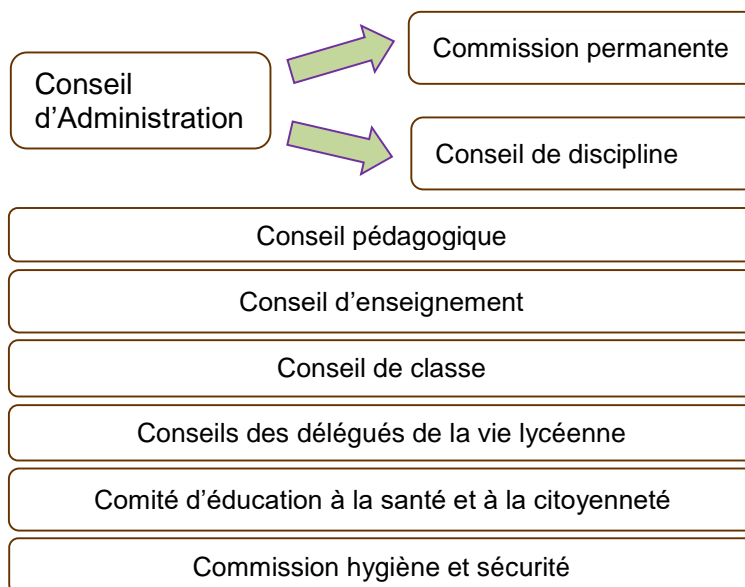 Conseil
d’Administration
Commission permanente
Conseil de discipline
Conseil pédagogique
Conseil d’enseignement
Conseil de classe
Conseils des délégués de la vie lycéenne
Comité d’éducation à la santé et à la citoyenneté
Commission hygiène et sécurité